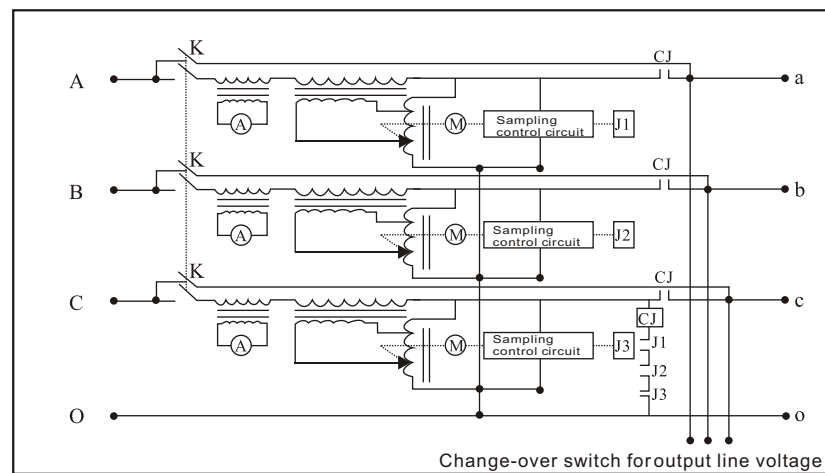 K
CJ
A
a
A
M
Sampling
control circuit
J1
K
CJ
B
b
A
M
Sampling
control circuit
J2
K
CJ
C
c
CJ
A
M
Sampling
control circuit
J3
J1
J2
J3
O
o
Change-over switch for output line voltage